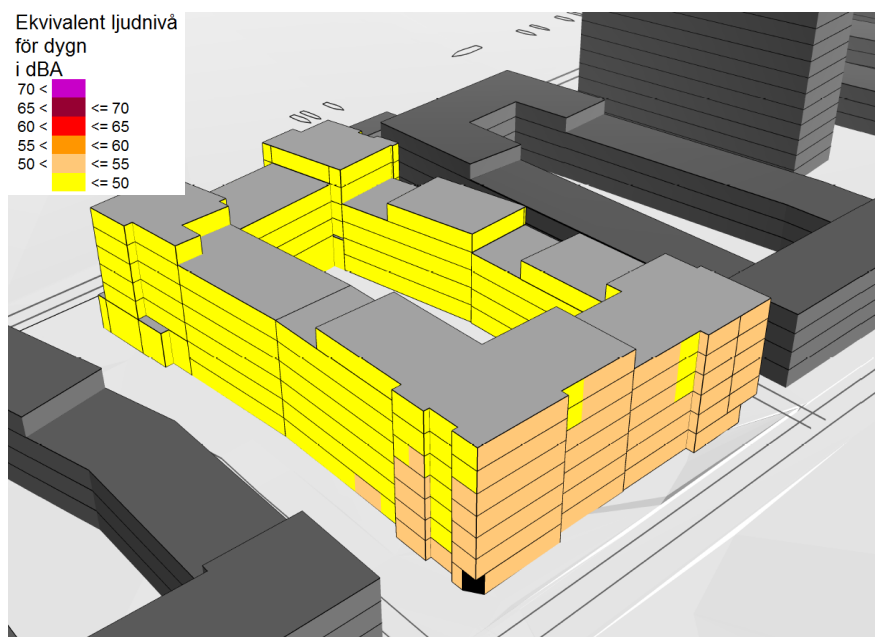 Ekvivalent ljudnivå
för dygn
i dBA
70 <
65 < <= 70
60 < <= 65
55 < <= 60
50 < <= 55
<= 50